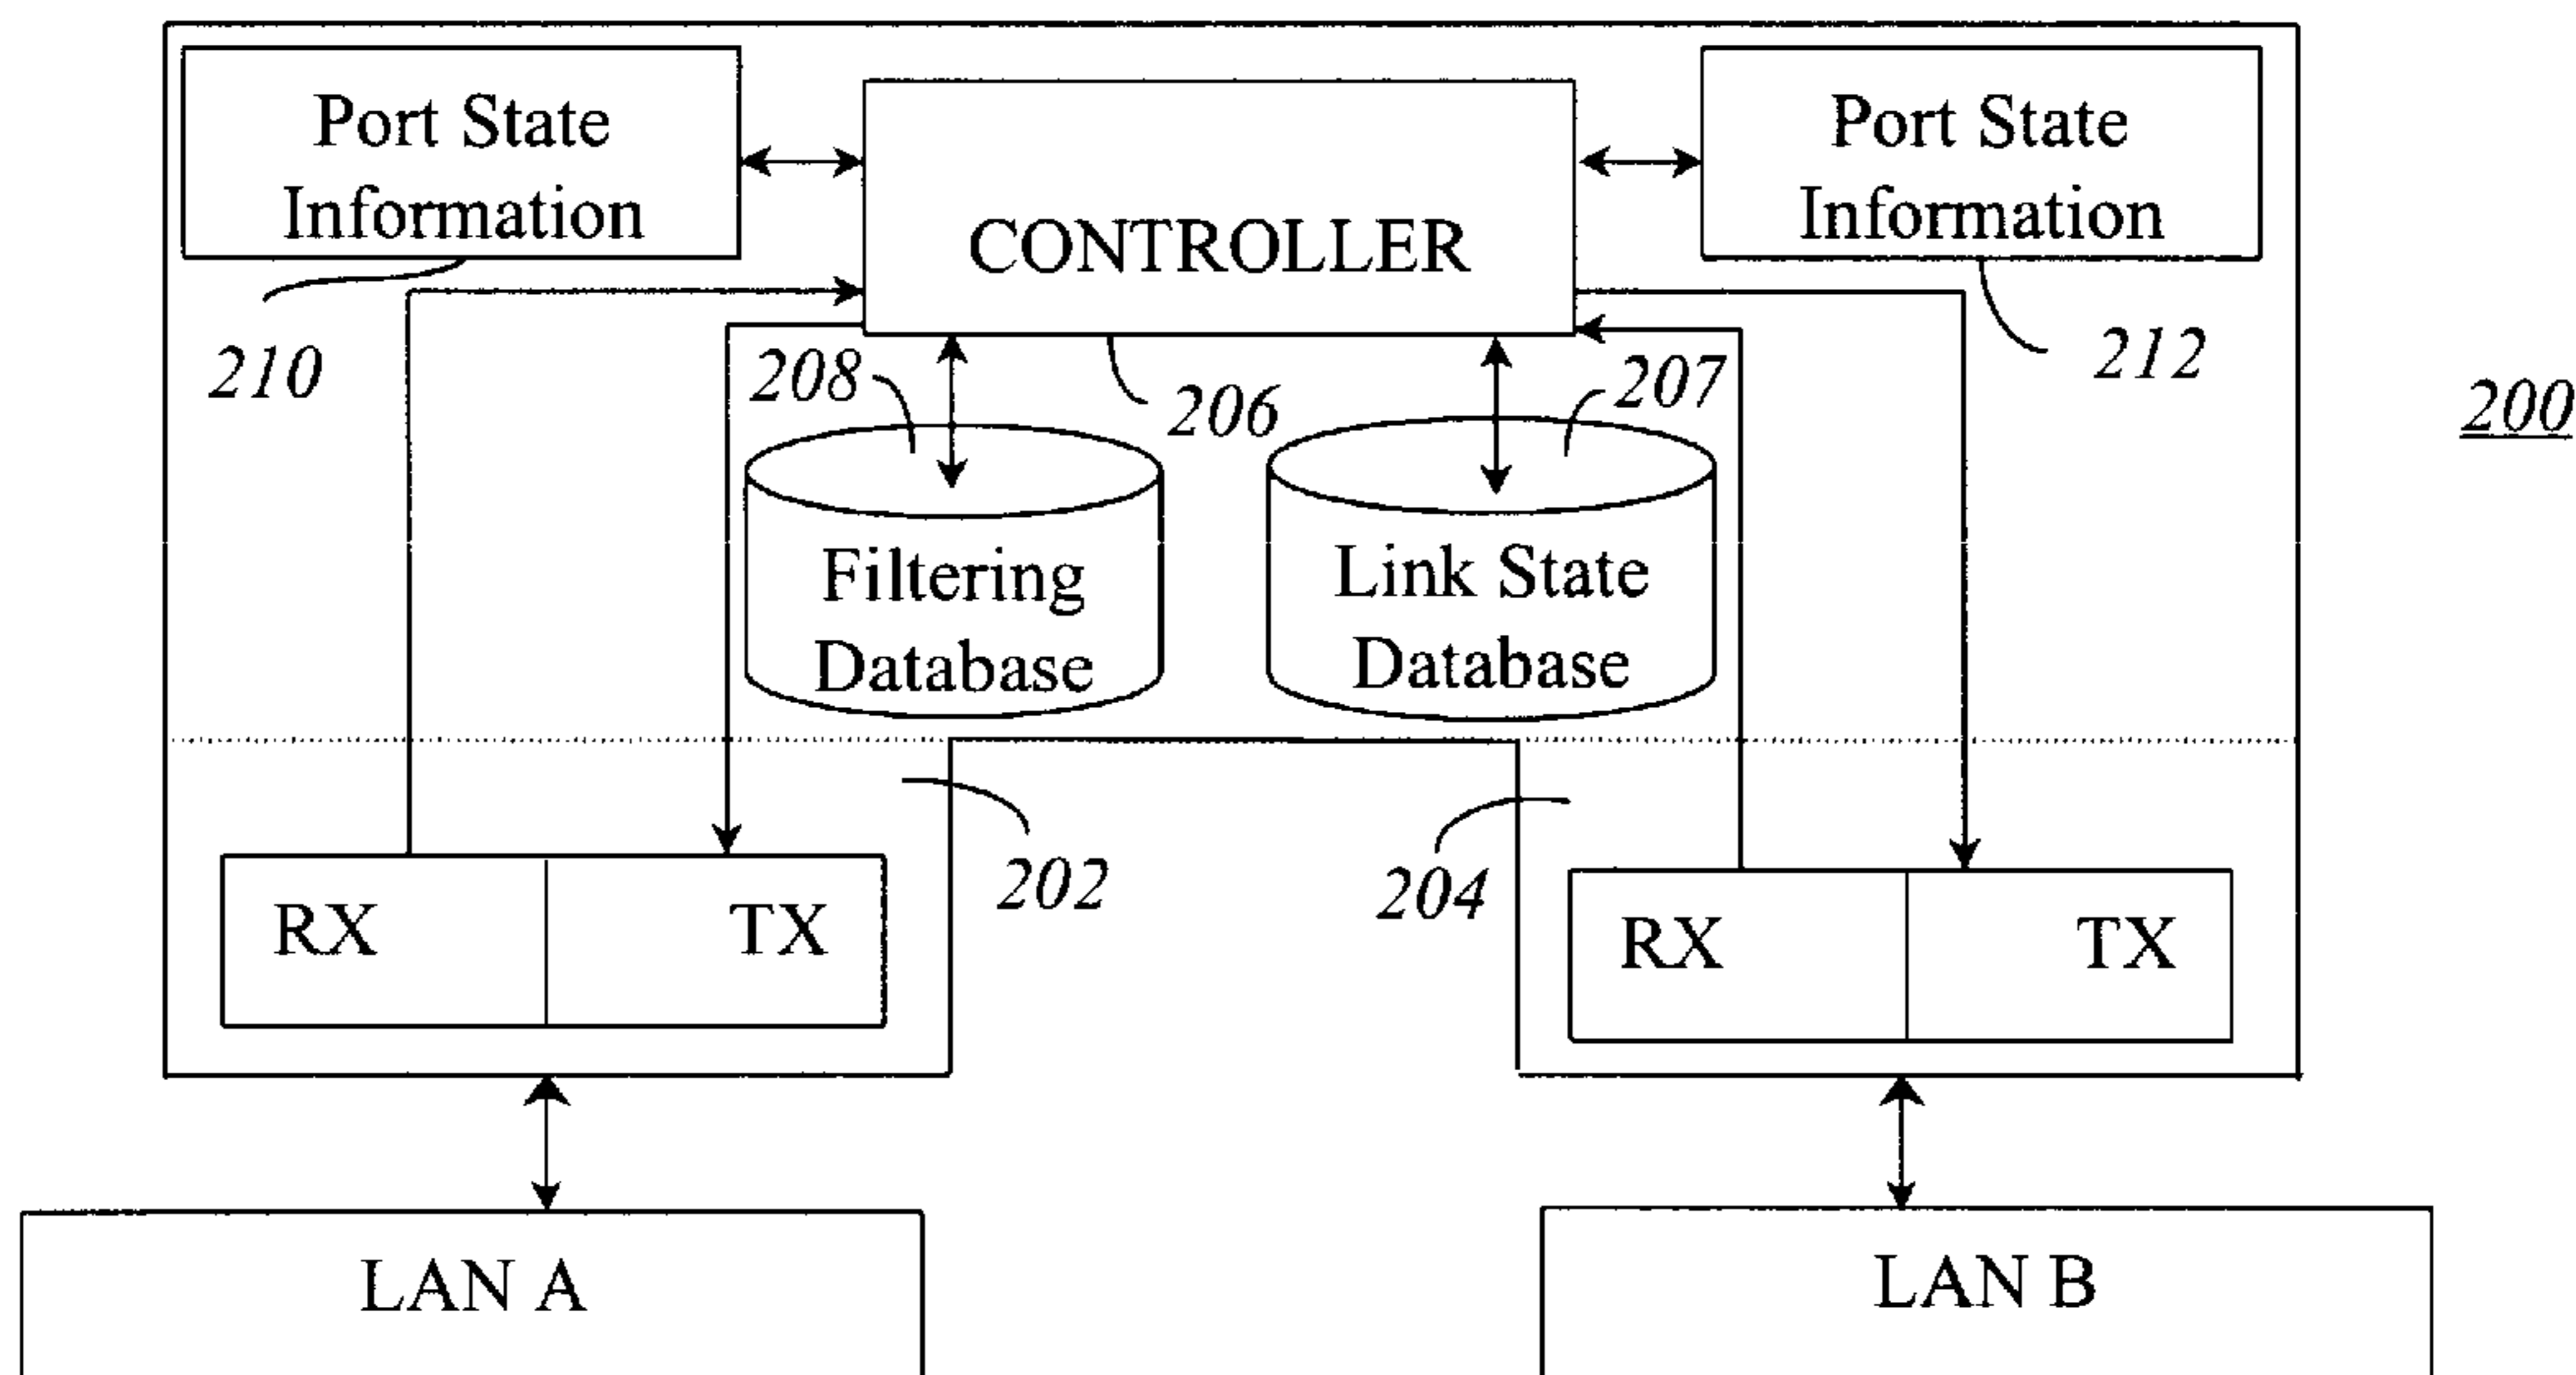 Port State
Information
CONTROLLER
Port State
Information
210
208
206
207
212
200
Filtering
Database
Link State
Database
202
204
RX
TX
RX
TX
LAN A
LAN B